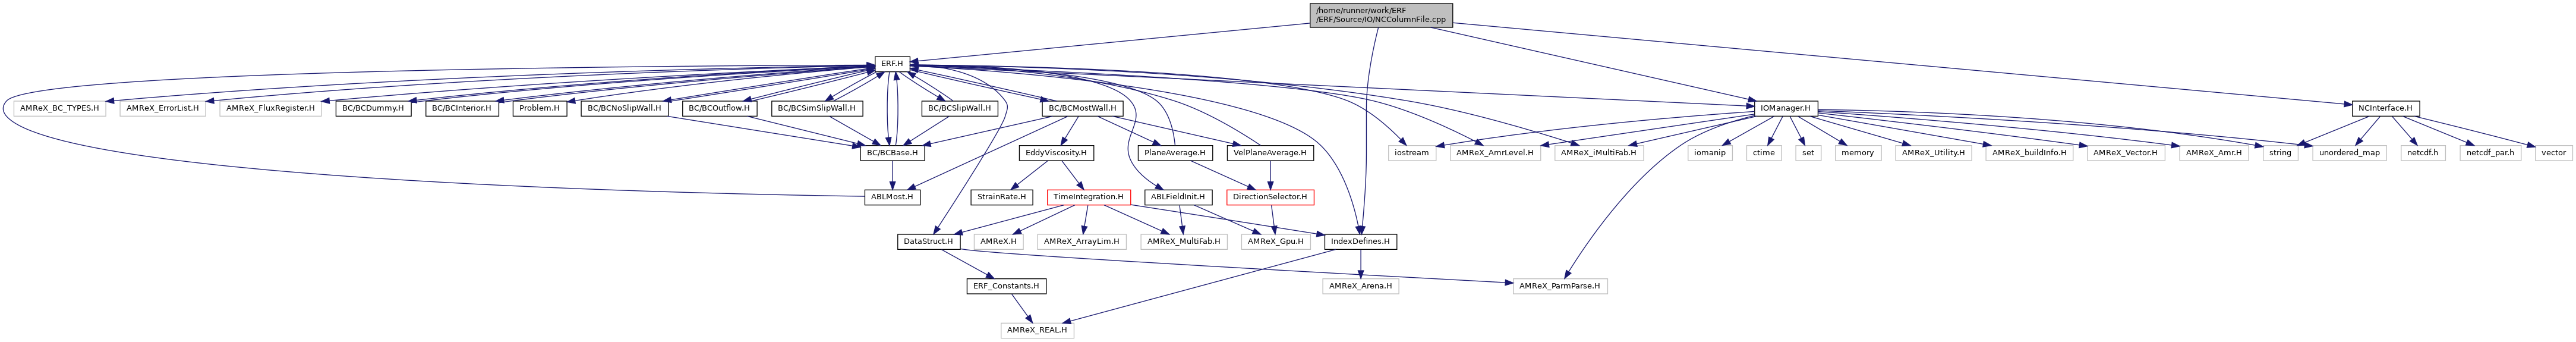 /home/runner/work/ERF
/ERF/Source/IO/NCColumnFile.cpp
ERF.H
AMReX_BC_TYPES.H
AMReX_ErrorList.H
AMReX_FluxRegister.H
BC/BCDummy.H
BC/BCInterior.H
Problem.H
BC/BCNoSlipWall.H
BC/BCOutflow.H
BC/BCSimSlipWall.H
BC/BCSlipWall.H
BC/BCMostWall.H
IOManager.H
NCInterface.H
BC/BCBase.H
EddyViscosity.H
PlaneAverage.H
VelPlaneAverage.H
iostream
AMReX_AmrLevel.H
AMReX_iMultiFab.H
iomanip
ctime
set
memory
AMReX_Utility.H
AMReX_buildInfo.H
AMReX_Vector.H
AMReX_Amr.H
string
unordered_map
netcdf.h
netcdf_par.h
vector
ABLMost.H
StrainRate.H
TimeIntegration.H
ABLFieldInit.H
DirectionSelector.H
DataStruct.H
AMReX.H
AMReX_ArrayLim.H
AMReX_MultiFab.H
AMReX_Gpu.H
IndexDefines.H
ERF_Constants.H
AMReX_Arena.H
AMReX_ParmParse.H
AMReX_REAL.H